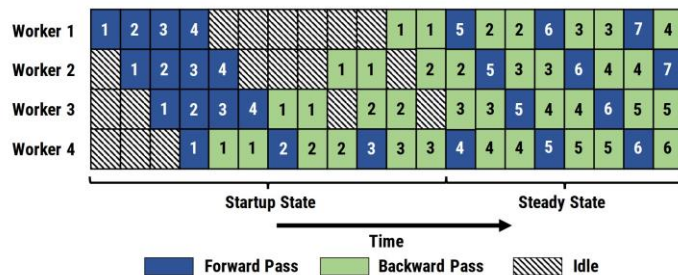 Worker 1 1 2 3 4 1 1 5 2 2 6 3 3 7 4
Worker 2 1 2 3 4 1 1 2 2 5 3 3 6 4 4 7
Worker 3 1 2 3 4 1 1 2 2 3 3 5 4 4 6 5 5
Worker 4 1 1 1 2 2 2 3 3 3 4 4 4 5 5 5 6 6
Startup State Steady State
Time
Forward Pass Backward Pass Idle